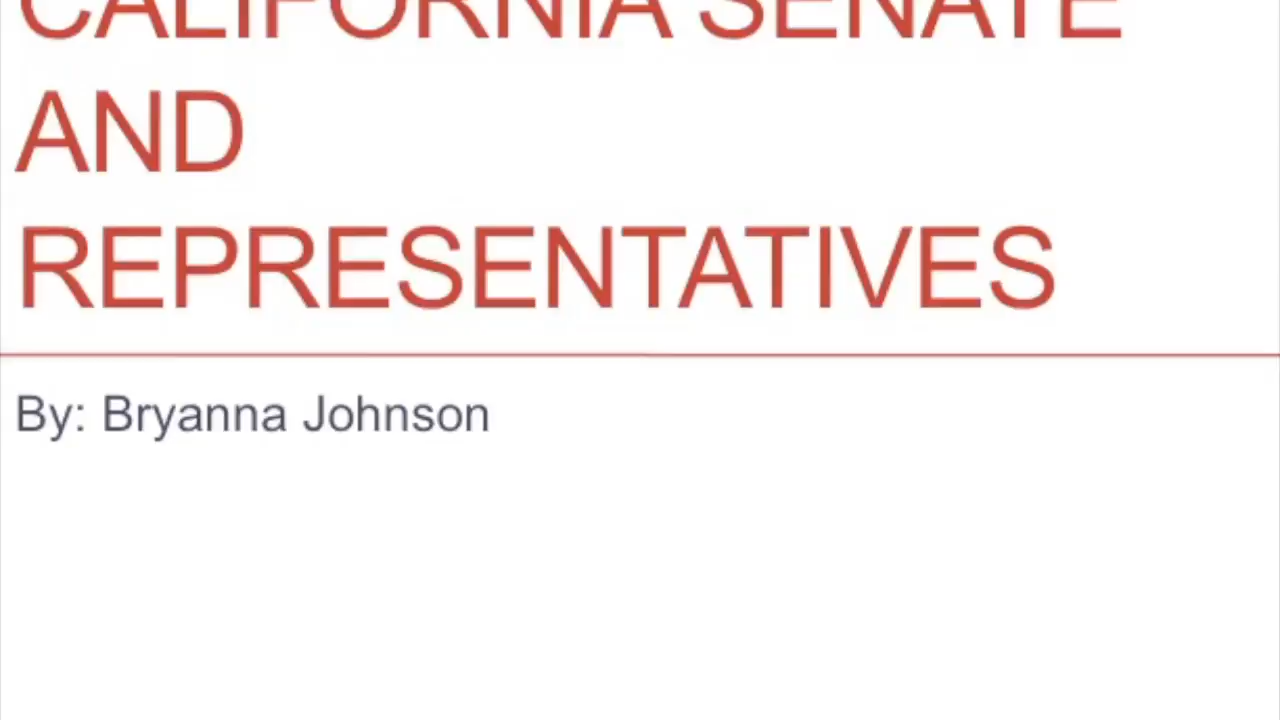 CALIFORNIA SENATE
AND
REPRESENTATIVES
By: Bryanna Johnson